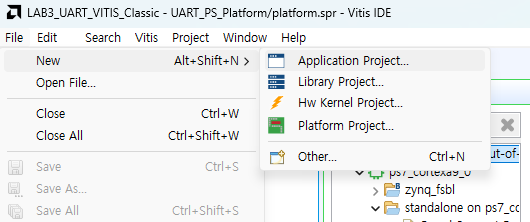 LAB3_UART_VITIS_Classic - UART_PS_Platform/platform.spr - Vitis IDE
File Edit Search Vitis Project Window Help
New Alt+Shift+N >
Open File...
Close Ctrl+W
Close All Ctrl+Shift+W
Save Ctrl+S
Save As...
Save All Ctrl+Shift+S
Application Project...
Library Project...
Hw Kernel Project...
Platform Project...
Other... Ctrl+N
ut-of-
ps7_cortexa9_0
zynq_fsbl
standalone on ps7_co